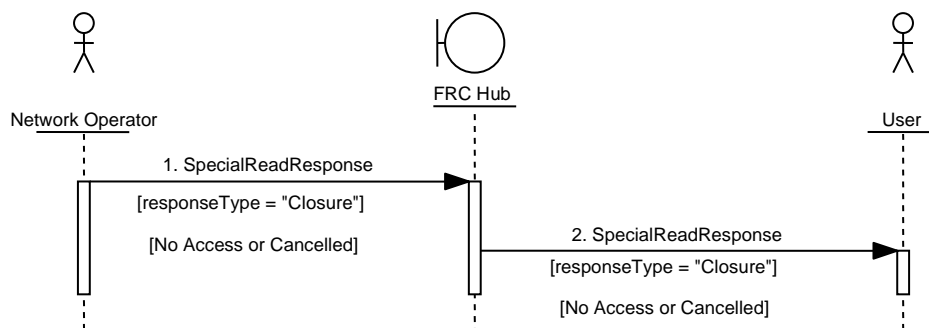 FRC Hub
Network Operator
User
1. SpecialReadResponse
[responseType = "Closure"]
[No Access or Cancelled]
2. SpecialReadResponse
[responseType = "Closure"]
[No Access or Cancelled]